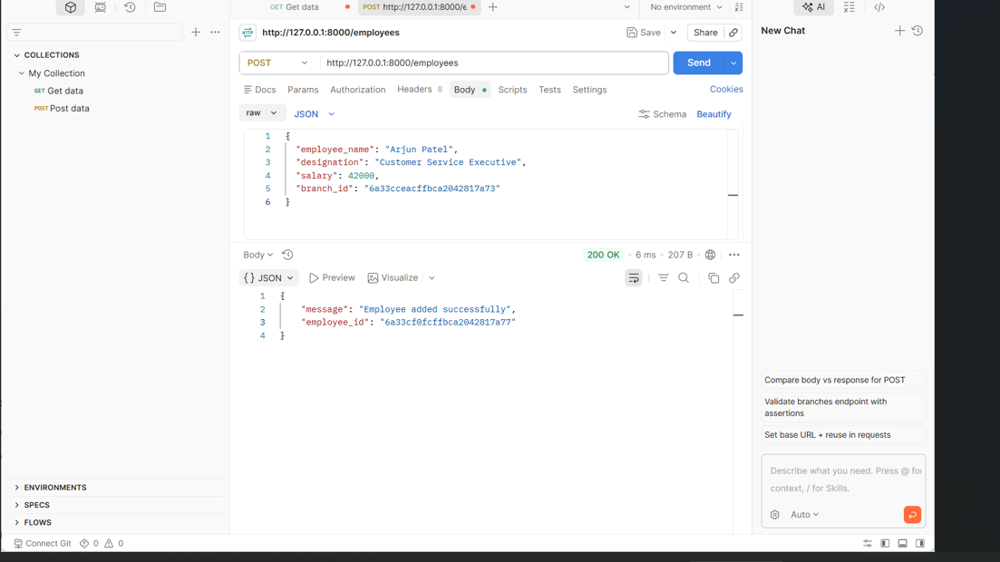 GET Get data
POST http://127.0.0.1:8000/e
No environment
AI
HTTP http://127.0.0.1:8000/employees
Save
Share
New Chat
COLLECTIONS
My Collection
GET Get data
POST Post data
POST
http://127.0.0.1:8000/employees
Send
Docs
Params
Authorization
Headers 8
Body
Scripts
Tests
Settings
Cookies
raw
JSON
Schema
Beautify
1 {
2 "employee_name": "Arjun Patel",
3 "designation": "Customer Service Executive",
4 "salary": 42000,
5 "branch_id": "6a33cceacffbca2042817a73"
6 }
Body
200 OK • 6 ms • 207 B
{} JSON
Preview
Visualize
1 {
2 "message": "Employee added successfully",
3 "employee_id": "6a33cf0fcffbca2042817a77"
4 }
Compare body vs response for POST
Validate branches endpoint with
assertions
Set base URL + reuse in requests
Describe what you need. Press @ for
context, / for Skills.
Auto
ENVIRONMENTS
SPECS
FLOWS
Connect Git
0
0